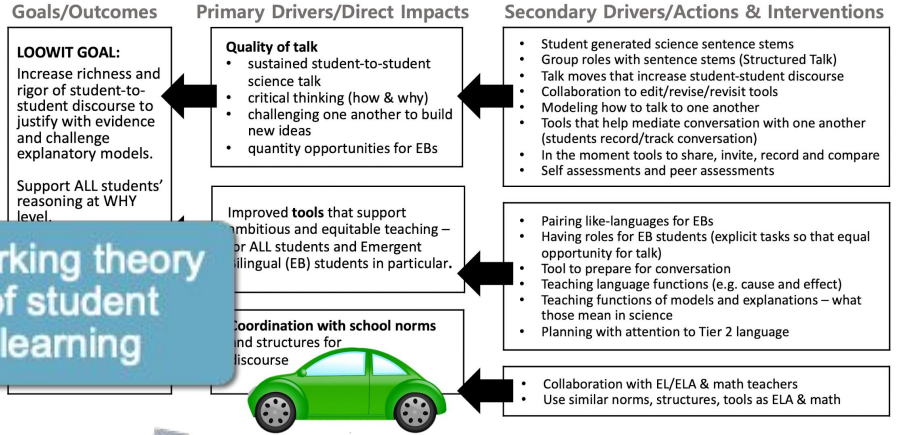 Goals/Outcomes
Primary Drivers/Direct Impacts
Secondary Drivers/Actions & Interventions
LOOWIT GOAL:
Increase richness and
rigor of student-to-
student discourse to
justify with evidence
and challenge
explanatory models.
Support ALL students’
reasoning at WHY
level.
Quality of talk
• sustained student-to-student
science talk
• critical thinking (how & why)
• challenging one another to build
new ideas
• quantity opportunities for EBs
• Student generated science sentence stems
• Group roles with sentence stems (Structured Talk)
• Talk moves that increase student-student discourse
• Collaboration to edit/revise/revisit tools
• Modeling how to talk to one another
• Tools that help mediate conversation with one another
(students record/track conversation)
• In the moment tools to share, invite, record and compare
• Self assessments and peer assessments
Improved tools that support
ambitious and equitable teaching –
for ALL students and Emergent
Bilingual (EB) students in particular.
• Pairing like-languages for EBs
• Having roles for EB students (explicit tasks so that equal
opportunity for talk)
• Tool to prepare for conversation
• Teaching language functions (e.g. cause and effect)
• Teaching functions of models and explanations – what
those mean in science
• Planning with attention to Tier 2 language
rking theory
of student
learning
Coordination with school norms
and structures for
discourse
• Collaboration with EL/ELA & math teachers
• Use similar norms, structures, tools as ELA & math